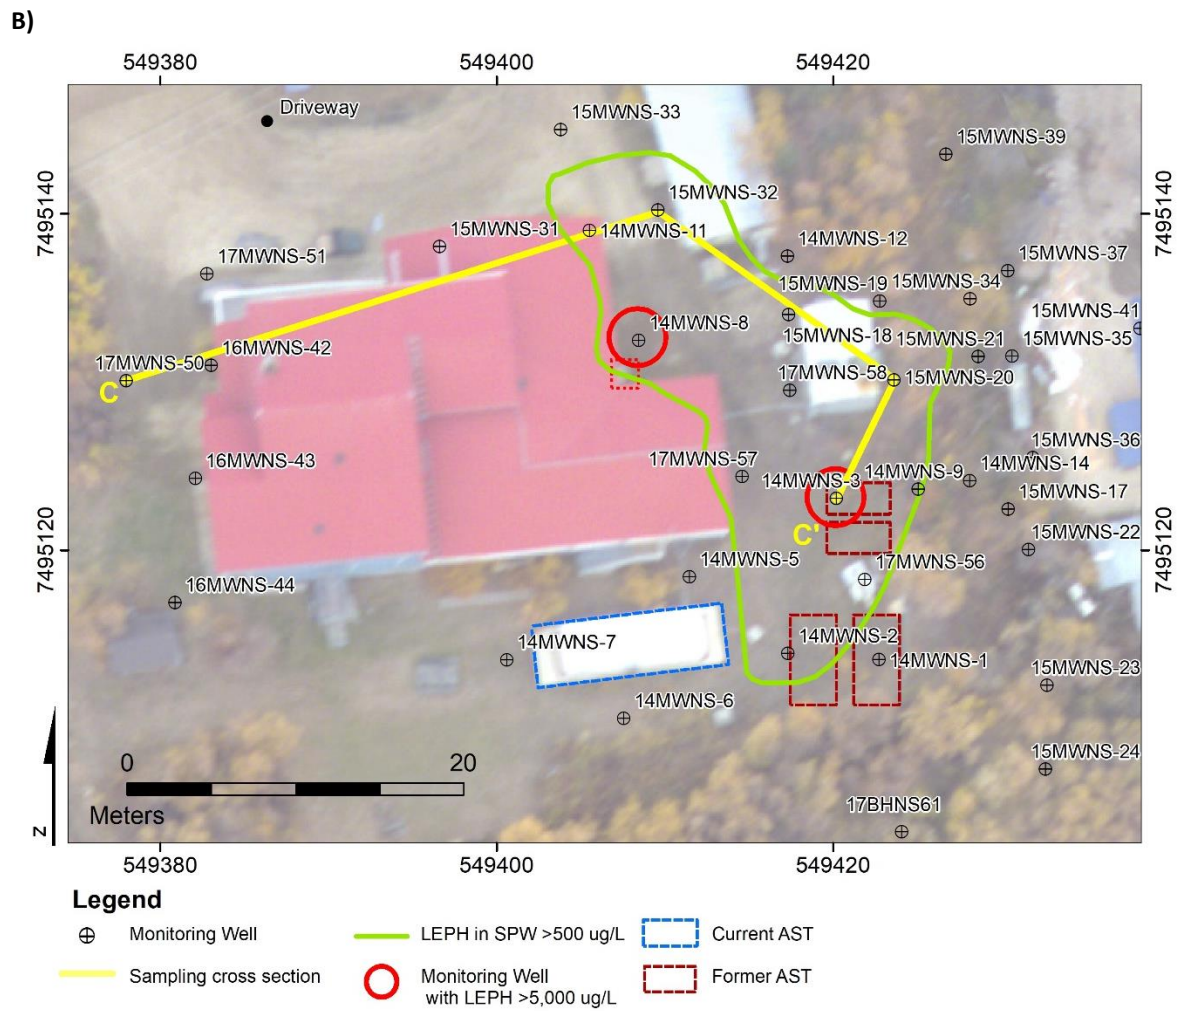 B)
549380
549400
549420
Driveway
15MWNS-33
15MWNS-39
7495140
7495140
15MWNS-32
15MWNS-31
14MWNS-11
14MWNS-12
17MWNS-51
15MWNS-37
15MWNS-19
15MWNS-34
15MWNS-41
14MWNS-8
15MWNS-18
15MWNS-21
15MWNS-35
16MWNS-42
17MWNS-50
C
17MWNS-58
15MWNS-20
15MWNS-36
16MWNS-43
17MWNS-57
14MWNS-3
14MWNS-9
14MWNS-14
15MWNS-17
C'
7495120
7495120
15MWNS-22
14MWNS-5
17MWNS-56
16MWNS-44
14MWNS-7
14MWNS-2
14MWNS-1
15MWNS-23
14MWNS-6
15MWNS-24
0
20
Meters
17BHNS61
z
549380
549400
549420
Legend
Monitoring Well
LEPH in SPW >500 ug/L
Current AST
Sampling cross section
Monitoring Well
with LEPH >5,000 ug/L
Former AST